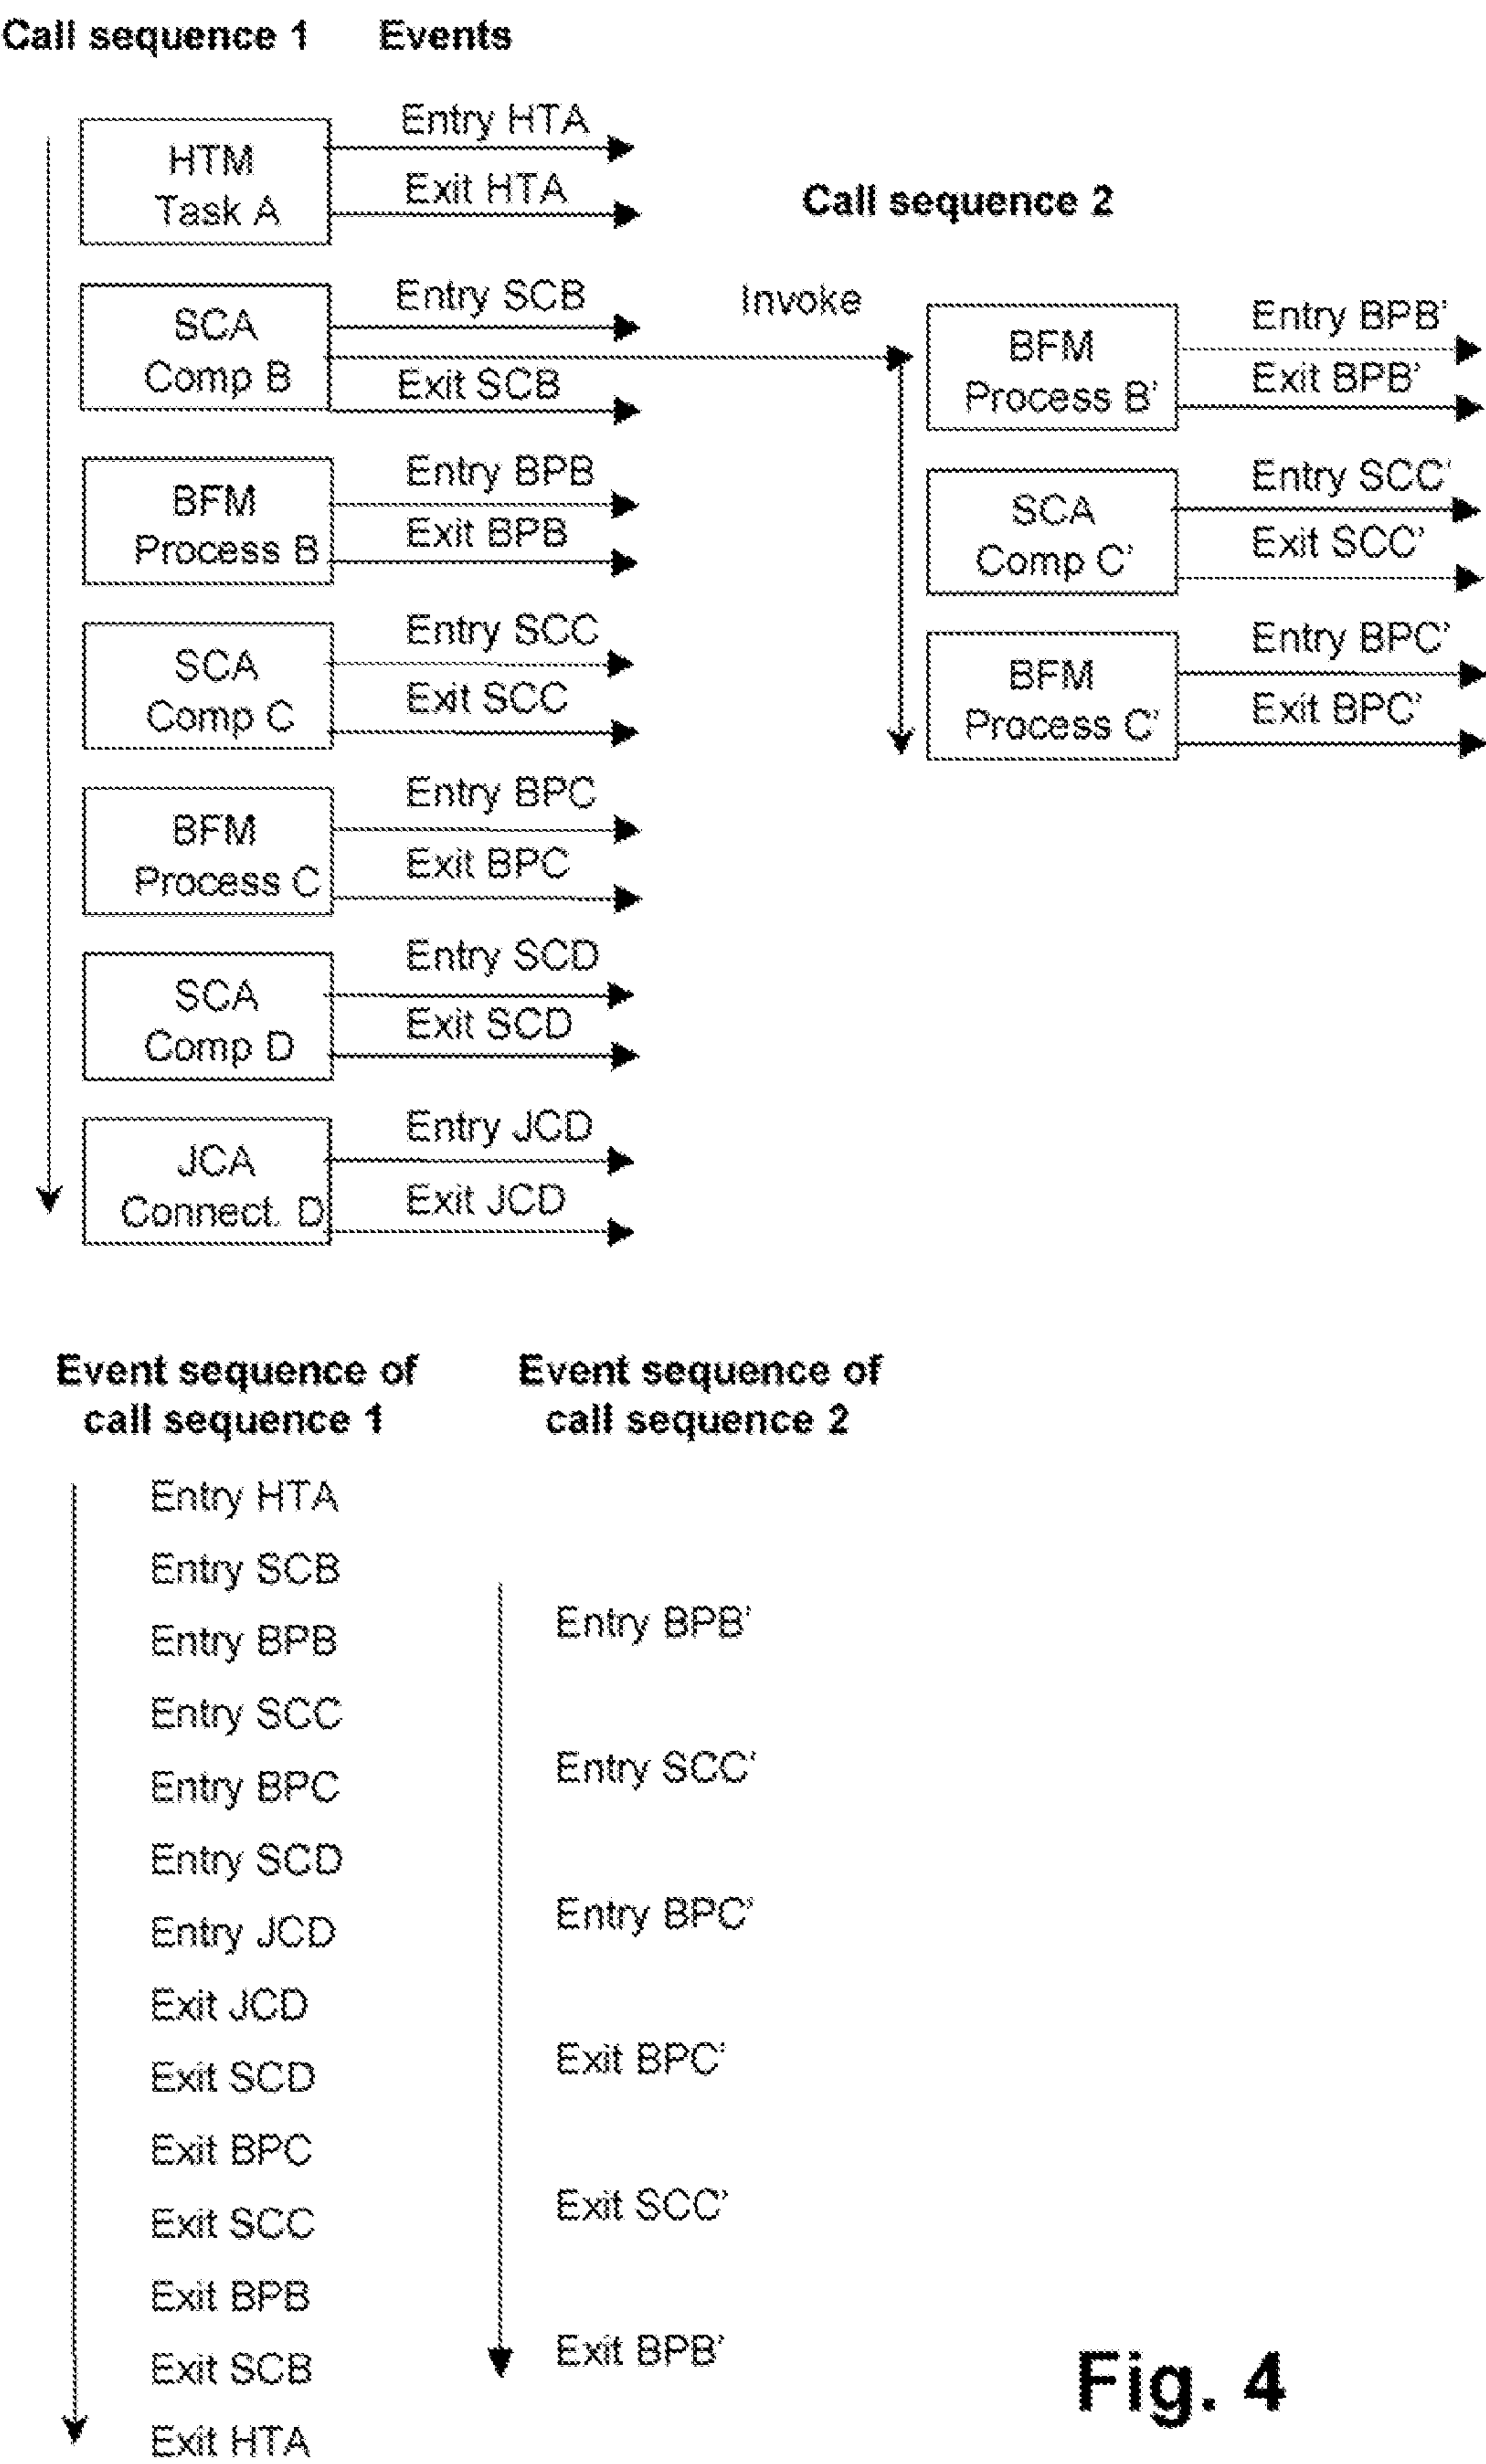 Call sequence 1 Events
Entry HTA
HTM
Task A
Exit HTA
Call sequence 2
Entry SCB
SCA
Comp B
Exit SCB
Invoke
BFM
Process B’
Entry BPB’
Exit BPB’
Entry BPB
BFM
Process B
Exit BPB
SCA
Comp C’
Entry SCC’
Exit SCC’
Entry SCC
SCA
Comp C
Exit SCC
BFM
Process C’
Entry BPC’
Exit BPC’
Entry BPC
BFM
Process C
Exit BPC
Entry SCD
SCA
Comp D
Exit SCD
Entry JCD
JCA
Connect. D
Exit JCD
Event sequence of
call sequence 1
Entry HTA
Entry SCB
Entry BPB
Entry SCC
Entry BPC
Entry SCD
Entry JCD
Exit JCD
Exit SCD
Exit BPC
Exit SCC
Exit BPB
Exit SCB
Exit HTA
Event sequence of
call sequence 2
Entry BPB’
Entry SCC’
Entry BPC’
Exit BPC’
Exit SCC’
Exit BPB’
Fig. 4